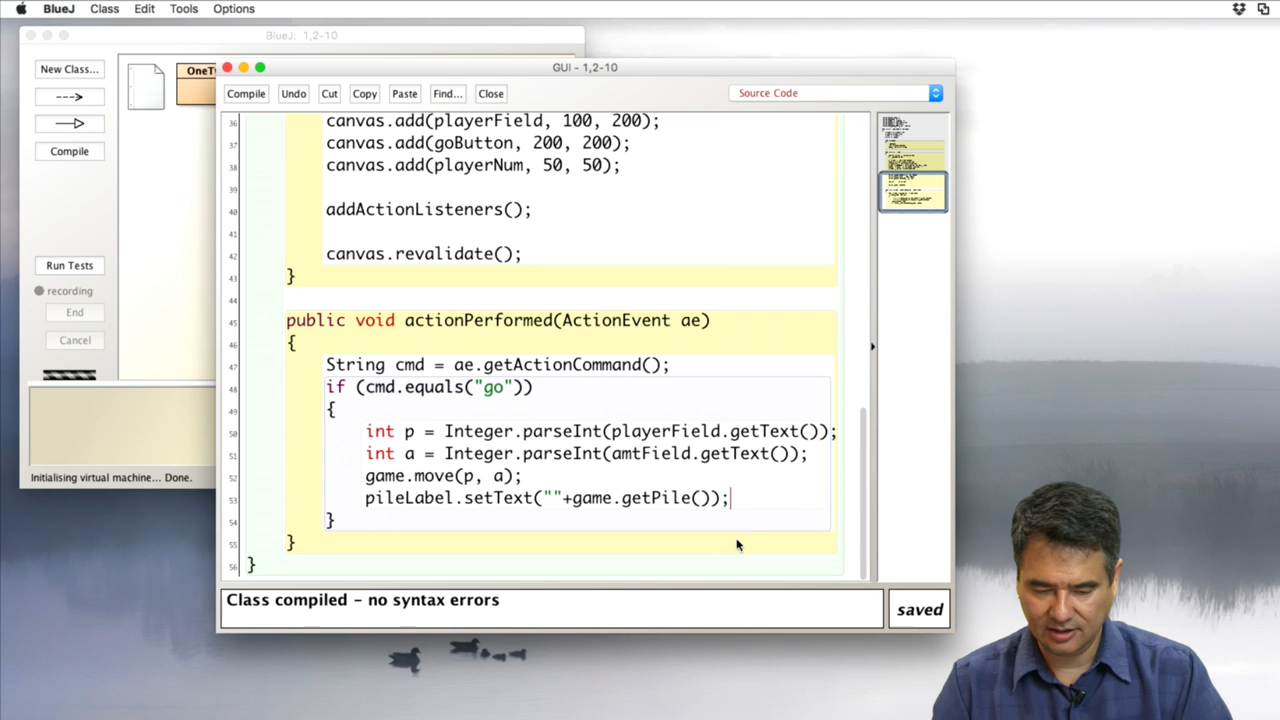 BlueJ Class Edit Tools Options
BlueJ: 1,2-10
New Class...
--->
Compile
Run Tests
recording
End
Cancel
Initialising virtual machine... Done.
GUI - 1,2-10
Compile Undo Cut Copy Paste Find... Close Source Code
36 canvas.add(playerField, 100, 200);
37 canvas.add(goButton, 200, 200);
38 canvas.add(playerNum, 50, 50);
39
40 addActionListeners();
41
42 canvas.revalidate();
43 }
44
45 public void actionPerformed(ActionEvent ae)
46 {
47 String cmd = ae.getActionCommand();
48 if (cmd.equals("go"))
49 {
50 int p = Integer.parseInt(playerField.getText());
51 int a = Integer.parseInt(amtField.getText());
52 game.move(p, a);
53 pileLabel.setText(""+game.getPile());
54 }
55 }
56 }
Class compiled - no syntax errors
saved